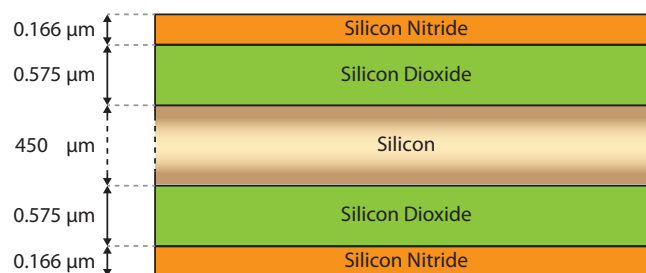 0.166 µm Silicon Nitride
0.575 µm Silicon Dioxide
450 µm Silicon
0.575 µm Silicon Dioxide
0.166 µm Silicon Nitride